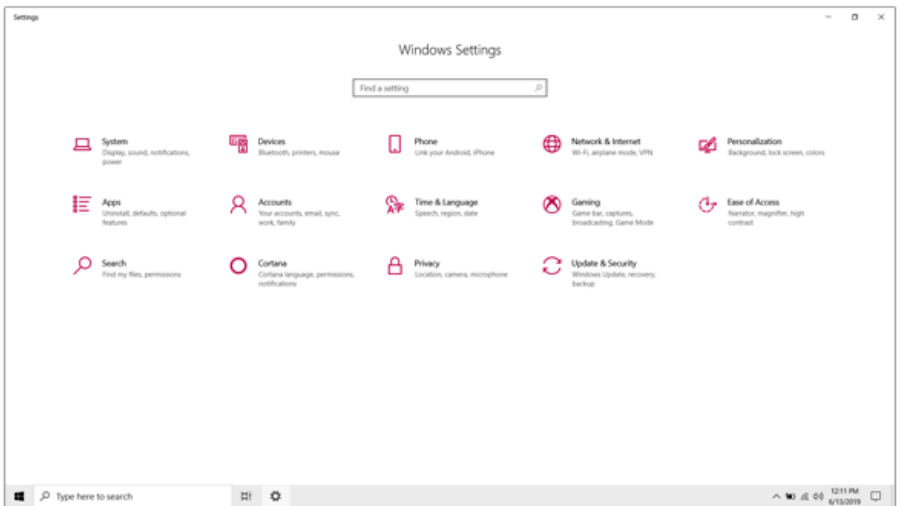 Settings
Windows Settings
Find a setting
System
Display, sound, notifications,
power
Devices
Bluetooth, printers, mouse
Phone
Link your Android, iPhone
Network & Internet
Wi-Fi, airplane mode, VPN
Personalization
Background, lock screen, colors
Apps
Uninstall, defaults, optional
features
Accounts
Your accounts, email, sync,
work, family
Time & Language
Speech, region, date
Gaming
Game bar, captures,
broadcasting, Game Mode
Ease of Access
Narrator, magnifier, high
contrast
Search
Find my files, permissions
Cortana
Cortana language, permissions,
notifications
Privacy
Location, camera, microphone
Update & Security
Windows Update, recovery,
backup
Type here to search
12:11 PM
6/13/2019